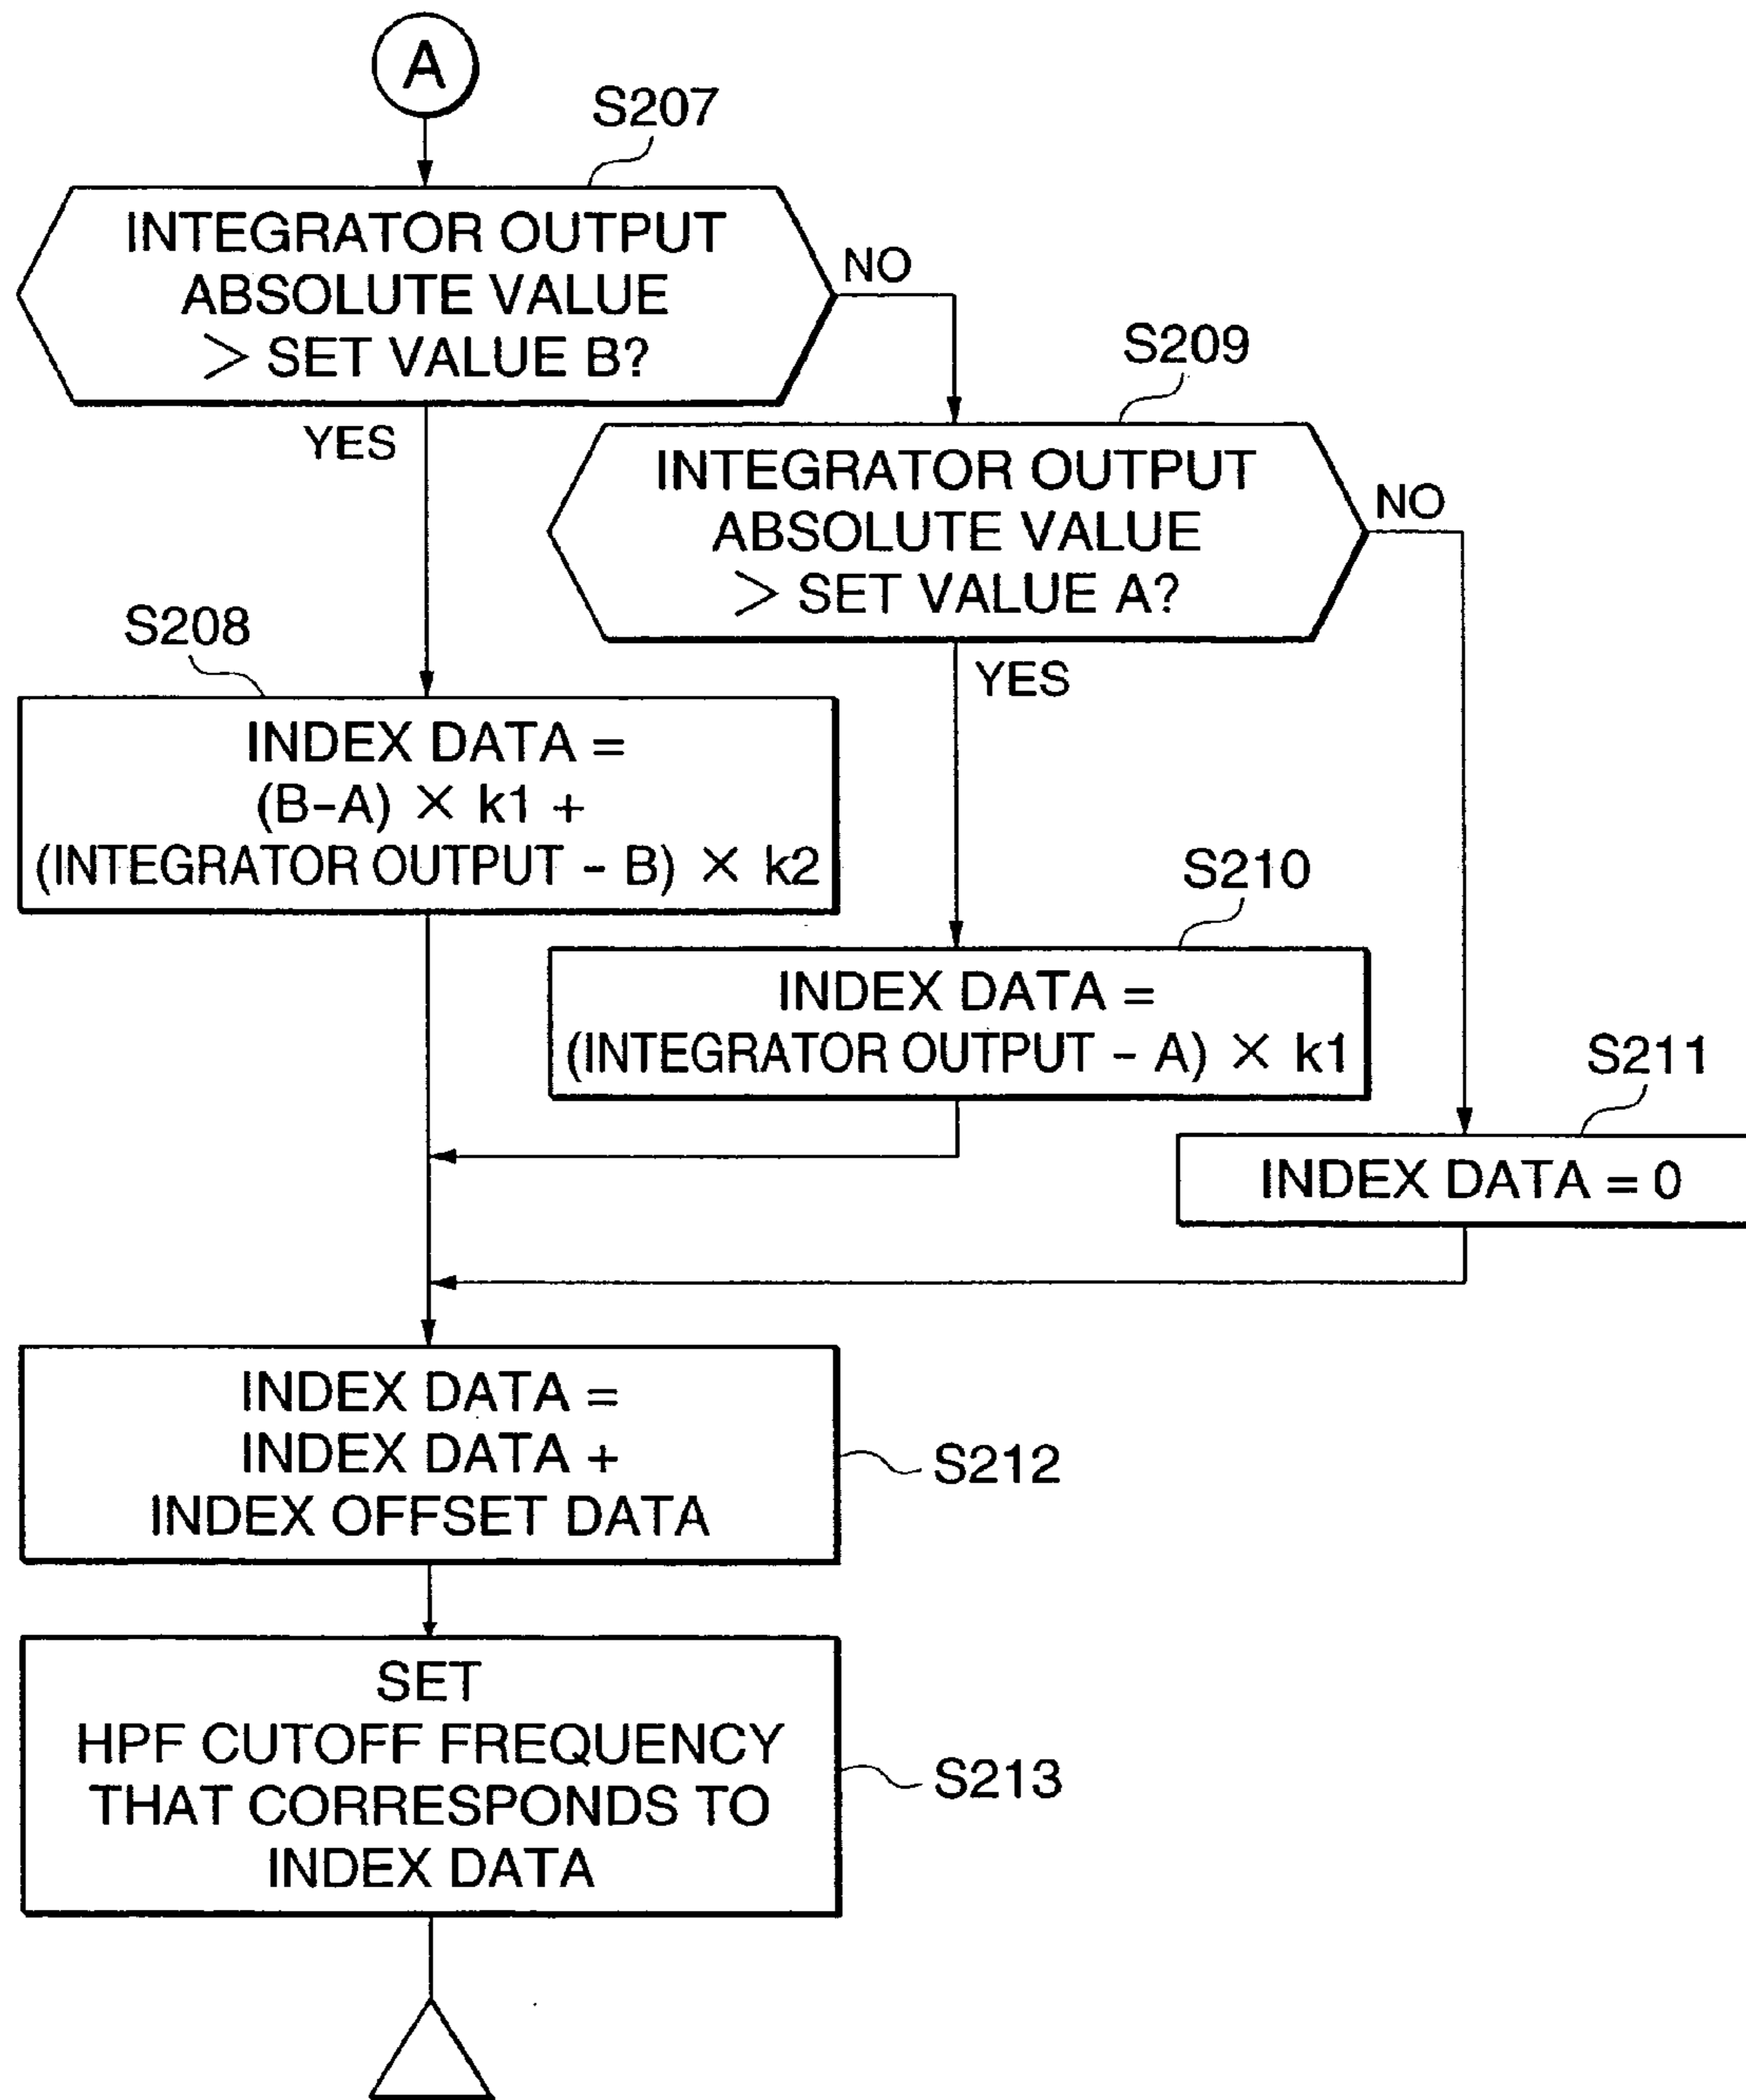 A
S207
INTEGRATOR OUTPUT
ABSOLUTE VALUE
> SET VALUE B?
NO
YES
S209
INTEGRATOR OUTPUT
ABSOLUTE VALUE
> SET VALUE A?
NO
YES
S208
INDEX DATA =
(B-A) × k1 +
(INTEGRATOR OUTPUT - B) × k2
S210
INDEX DATA =
(INTEGRATOR OUTPUT - A) × k1
S211
INDEX DATA = 0
INDEX DATA =
INDEX DATA +
INDEX OFFSET DATA
S212
SET
HPF CUTOFF FREQUENCY
THAT CORRESPONDS TO
INDEX DATA
S213